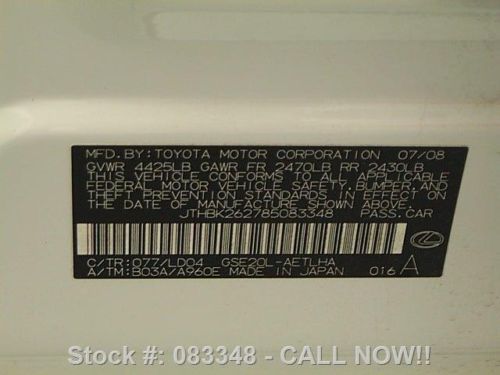 MFD. BY: TOYOTA MOTOR CORPORATION 07/08
GVWR 4425LB GAWR FR 2470LB RR 2430LB
THIS VEHICLE CONFORMS TO ALL APPLICABLE
FEDERAL MOTOR VEHICLE SAFETY, BUMPER, AND
THEFT PREVENTION STANDARDS IN EFFECT
ON THE DATE OF MANUFACTURE SHOWN ABOVE.
JTHBK262785083348 PASS.CAR
C/TR: 077/LD04 GSE20L-AETLHA
A/TM: B03A/A960E MADE IN JAPAN 016 A
Stock #: 083348 - CALL NOW!!